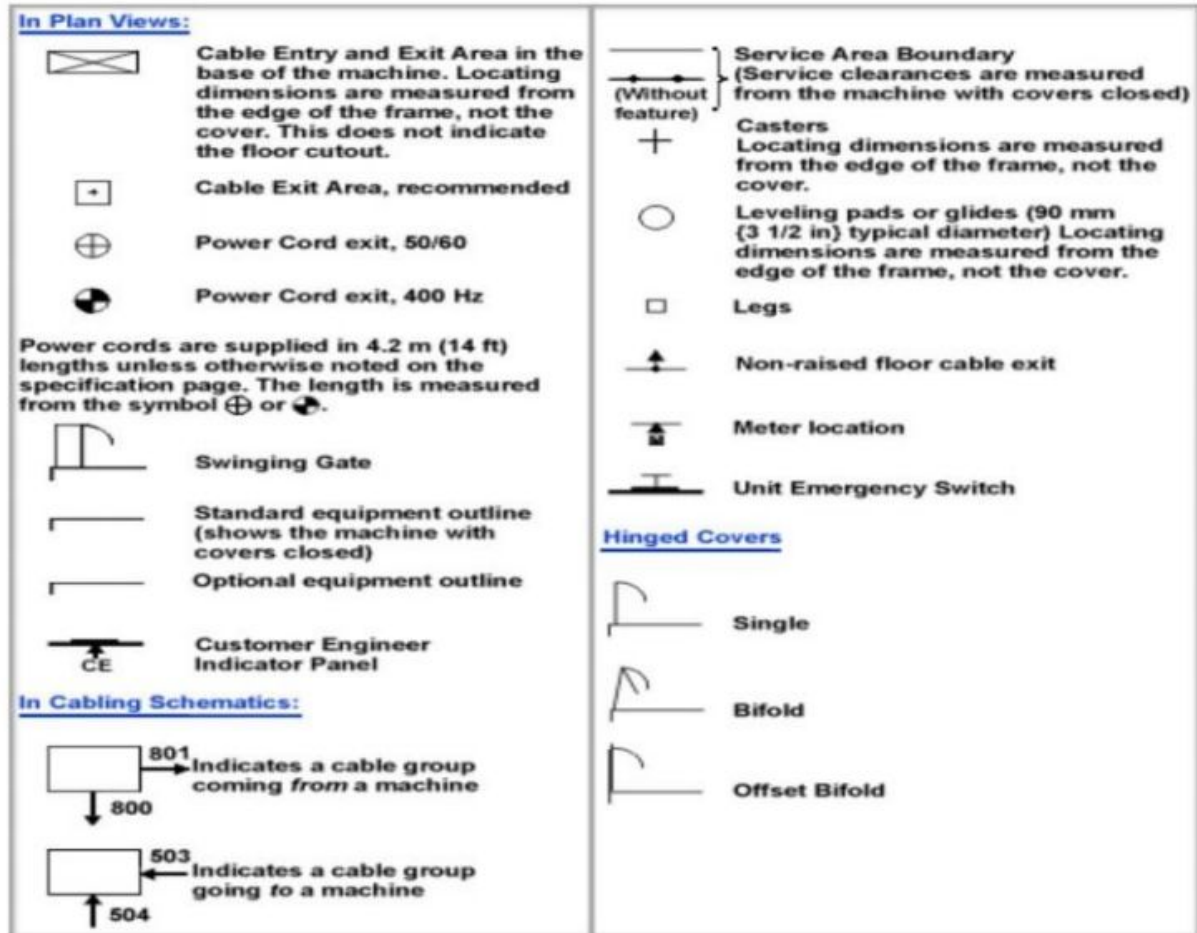 In Plan Views:
Cable Entry and Exit Area in the
base of the machine. Locating
dimensions are measured from
the edge of the frame, not the
cover. This does not indicate
the floor cutout.
Cable Exit Area, recommended
Power Cord exit, 50/60
Power Cord exit, 400 Hz
Power cords are supplied in 4.2 m (14 ft)
lengths unless otherwise noted on the
specification page. The length is measured
from the symbol ⊕ or .
Swinging Gate
Standard equipment outline
(shows the machine with
covers closed)
Optional equipment outline
CE
Customer Engineer
Indicator Panel
In Cabling Schematics:
801
Indicates a cable group
coming from a machine
800
503
Indicates a cable group
going to a machine
504
Service Area Boundary
(Service clearances are measured
from the machine with covers closed)
(Without
feature)
Casters
Locating dimensions are measured
from the edge of the frame, not the
cover.
Leveling pads or glides (90 mm
{3 1/2 in} typical diameter) Locating
dimensions are measured from the
edge of the frame, not the cover.
Legs
Non-raised floor cable exit
Meter location
Unit Emergency Switch
Hinged Covers
Single
Bifold
Offset Bifold